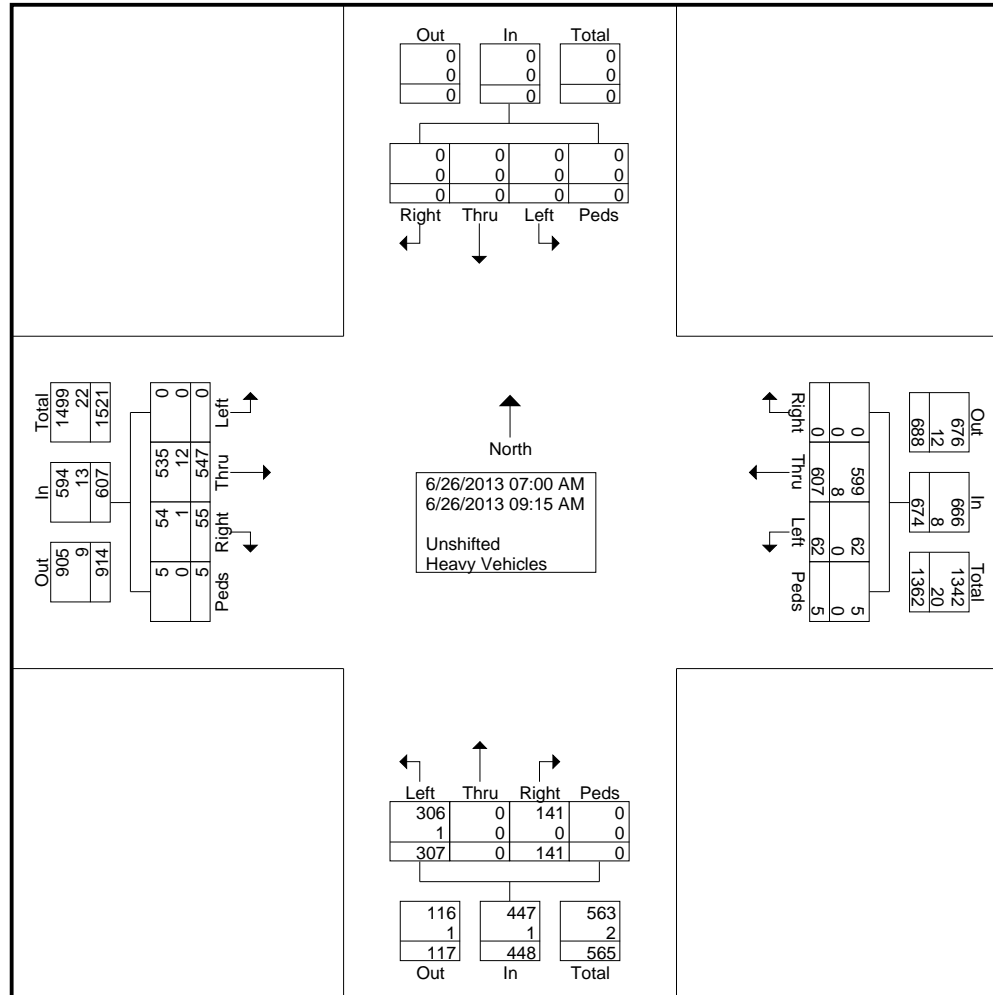 Out In Total
0 0 0
0 0 0
0 0 0
0 0 0 0
0 0 0 0
0 0 0 0
Right Thru Left Peds
Total In Out
1499 594 905
22 13 9
1521 607 914
0 535 54 5
0 12 1 0
0 547 55 5
Left Thru Right Peds
North
6/26/2013 07:00 AM
6/26/2013 09:15 AM
Unshifted
Heavy Vehicles
Right Thru Left Peds
0 599 62 5
0 8 0 0
0 607 62 5
Out In Total
676 666 1342
12 8 20
688 674 1362
Left Thru Right Peds
306 0 141 0
1 0 0 0
307 0 141 0
116 447 563
1 1 2
117 448 565
Out In Total